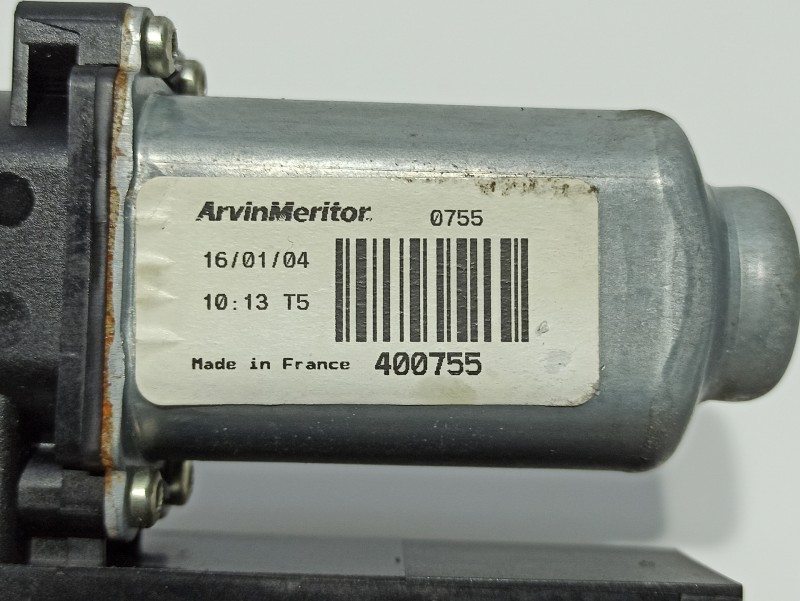 ArvinMeritor. 0755
16/01/04
10:13 T5
Made in France 400755